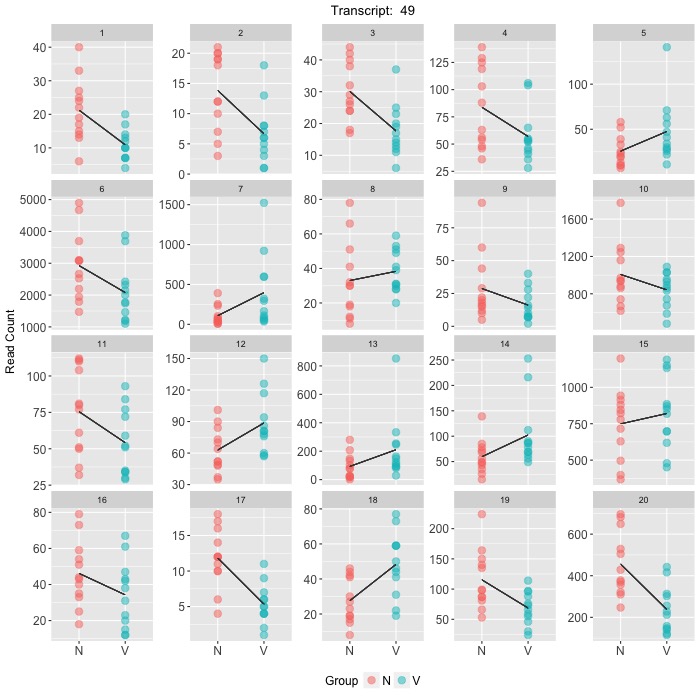 Transcript: 49
1 2 3 4 5
40 20 40 125 100
30 15 30 100
20 10 20 75 50
10 5 10 50
0 25
6 7 8 9 10
5000 1500 80 75 1600
4000 1000 60 50 1200
3000 500 40 25 800
2000 0 20 0
1000
Read Count
11 12 13 14 15
100 150 800 250 1000
75 120 600 200 750
50 90 400 150 500
25 60 200 100
30 0 50
16 17 18 19 20
80 15 80 200 600
60 10 60 150 400
40 5 40 100 200
20 20 50
N V N V N V N V N V
Group N V